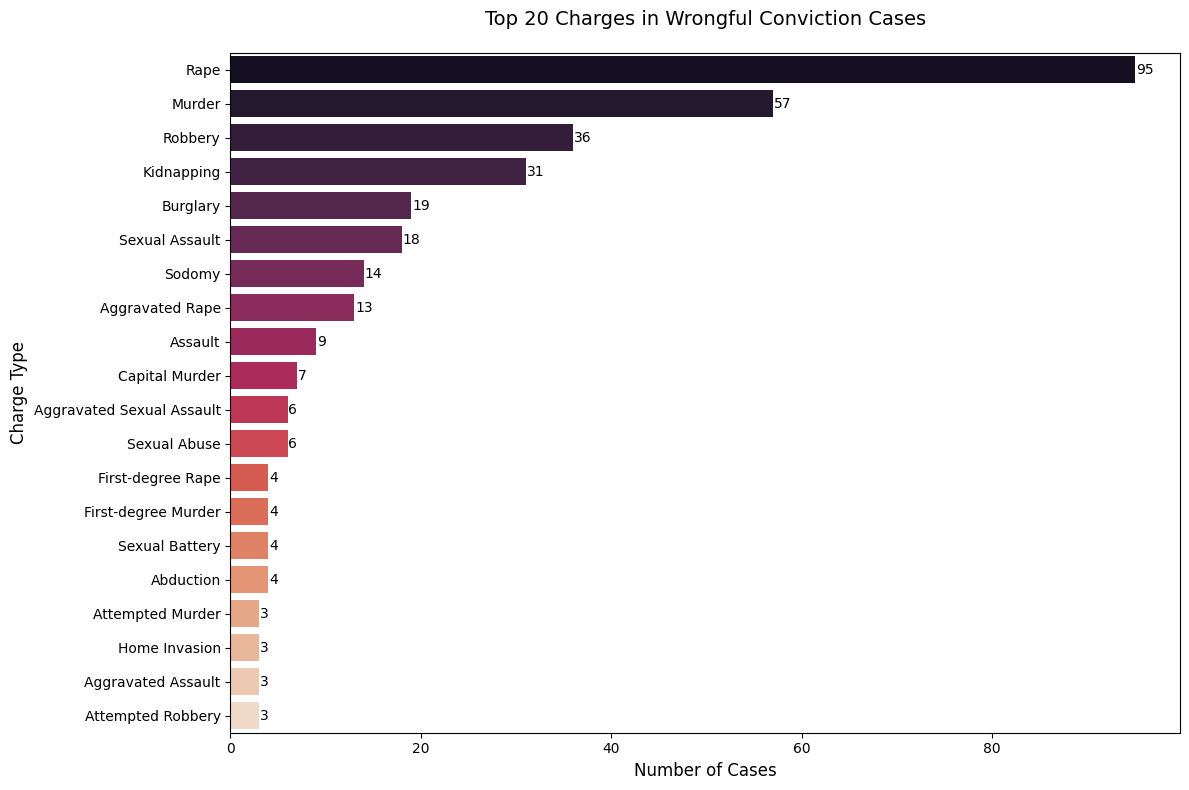 Top 20 Charges in Wrongful Conviction Cases
Charge Type
Rape 95
Murder 57
Robbery 36
Kidnapping 31
Burglary 19
Sexual Assault 18
Sodomy 14
Aggravated Rape 13
Assault 9
Capital Murder 7
Aggravated Sexual Assault 6
Sexual Abuse 6
First-degree Rape 4
First-degree Murder 4
Sexual Battery 4
Abduction 4
Attempted Murder 3
Home Invasion 3
Aggravated Assault 3
Attempted Robbery 3
0 20 40 60 80
Number of Cases